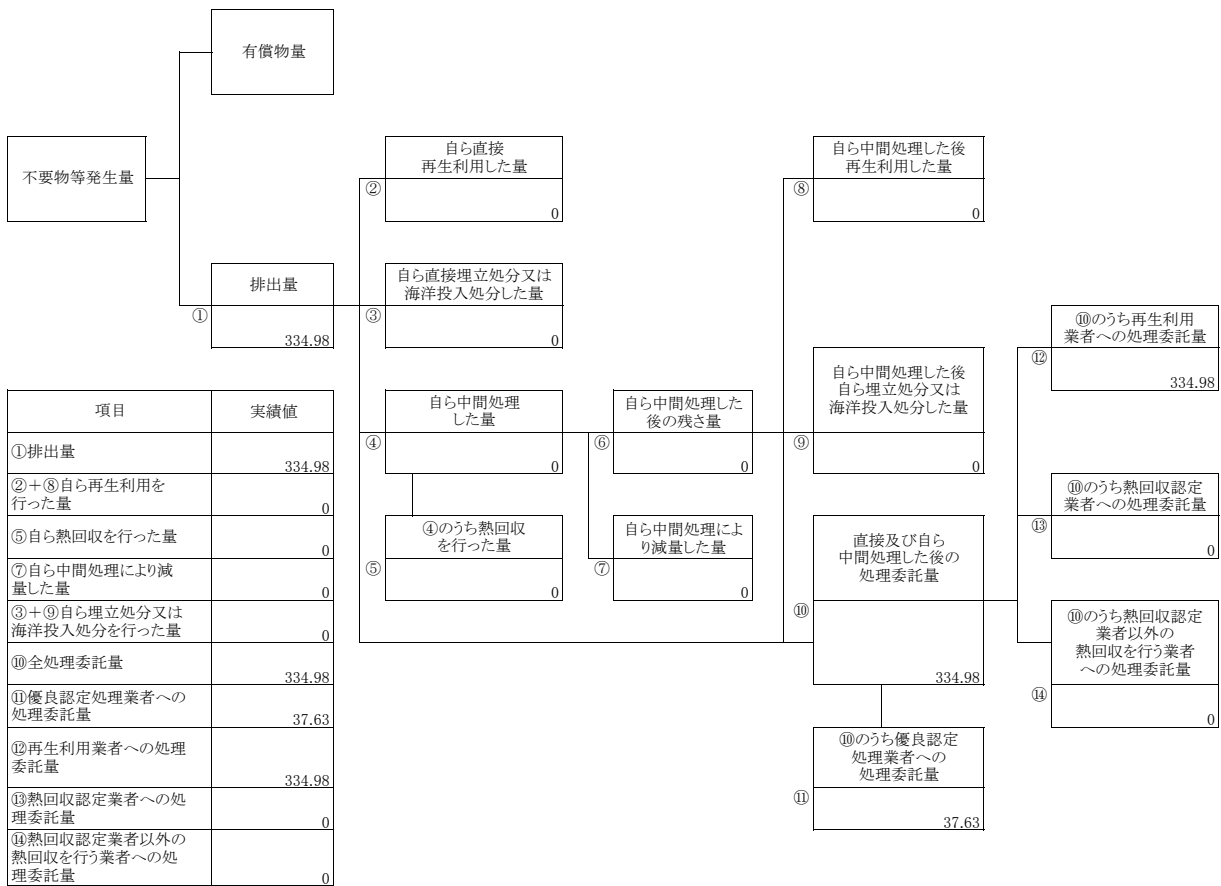 有償物量
不要物等発生量
自ら直接
再生利用した量
②
0
自ら中間処理した後
再生利用した量
⑧
0
排出量
①
334.98
自ら直接埋立処分又は
海洋投入処分した量
③
0
⑩のうち再生利用
業者への処理委託量
⑫
334.98
自ら中間処理
した量
④
0
自ら中間処理した
後の残さ量
⑥
0
自ら中間処理した後
自ら埋立処分又は
海洋投入処分した量
⑨
0
⑩のうち熱回収認定
業者への処理委託量
⑬
0
④のうち熱回収
を行った量
⑤
0
自ら中間処理によ
り減量した量
⑦
0
直接及び自ら
中間処理した後の
処理委託量
⑩
334.98
⑩のうち熱回収認定
業者以外の
熱回収を行う業者
への処理委託量
⑭
0
⑩のうち優良認定
処理業者への
処理委託量
⑪
37.63
項目 実績値
①排出量
334.98
②＋⑧自ら再生利用を
行った量
0
⑤自ら熱回収を行った量
0
⑦自ら中間処理により減
量した量
0
③＋⑨自ら埋立処分又は
海洋投入処分を行った量
0
⑩全処理委託量
334.98
⑪優良認定処理業者への
処理委託量
37.63
⑫再生利用業者への処理
委託量
334.98
⑬熱回収認定業者への処
理委託量
0
⑭熱回収認定業者以外の
熱回収を行う業者への処
理委託量
0